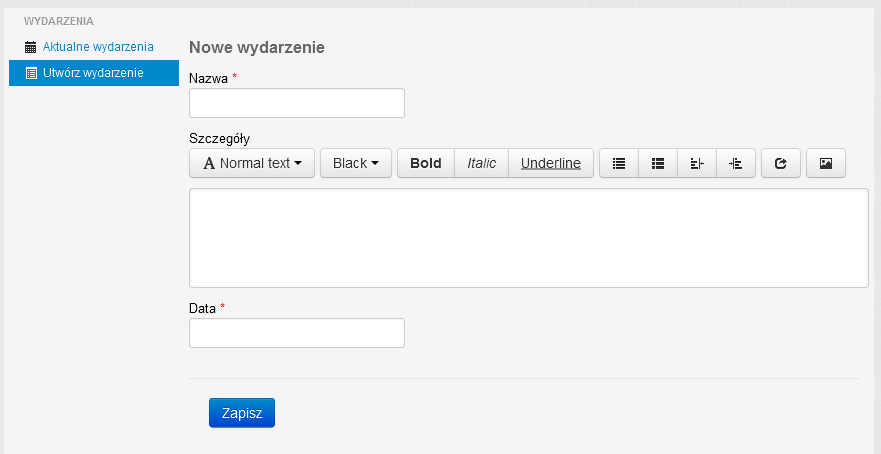 WYDARZENIA
Aktualne wydarzenia
Utwórz wydarzenie
Nowe wydarzenie
Nazwa *
Szczegóły
A Normal text Black Bold Italic Underline
Data *
Zapisz